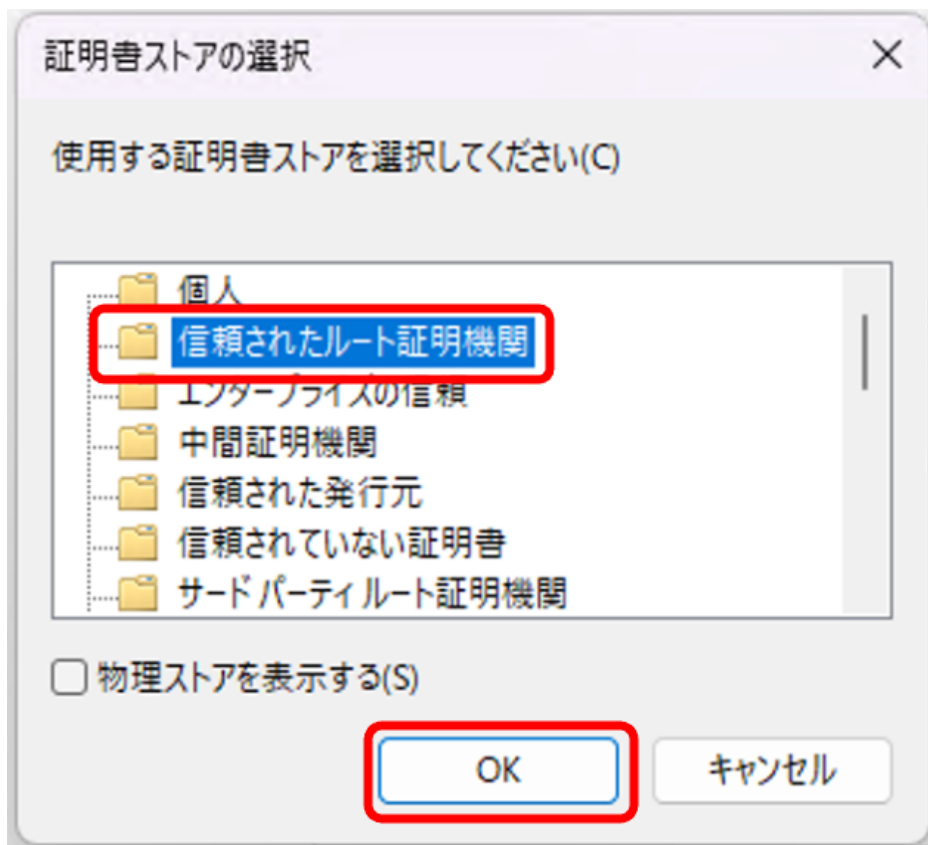 証明書ストアの選択
使用する証明書ストアを選択してください(C)
個人
信頼されたルート証明機関
エンタープライズの信頼
中間証明機関
信頼された発行元
信頼されていない証明書
サード パーティ ルート証明機関
物理ストアを表示する(S)
OK
キャンセル